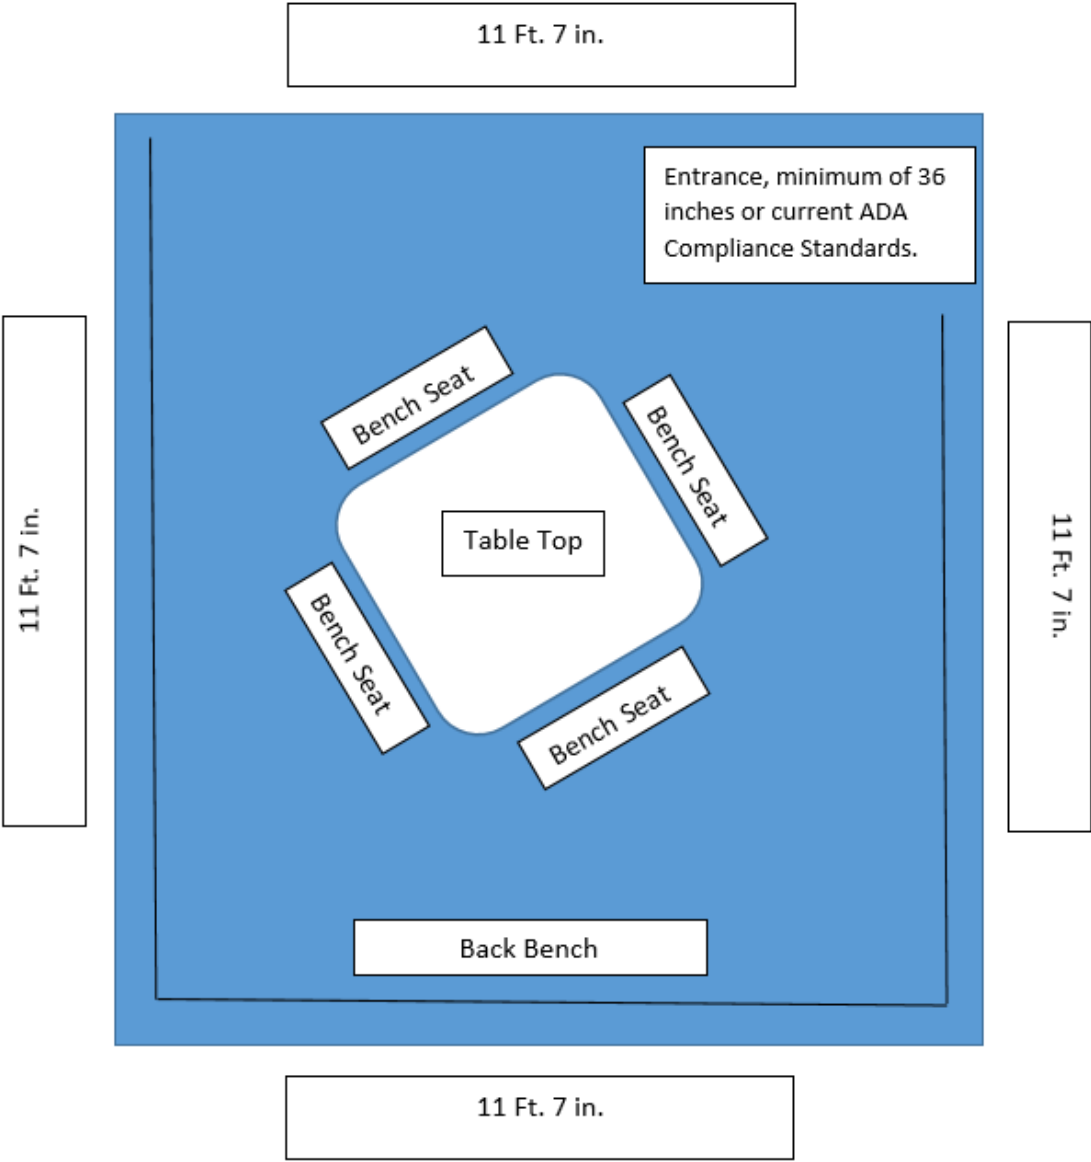 11 Ft. 7 in.
Entrance, minimum of 36
inches or current ADA
Compliance Standards.
Bench Seat
Bench Seat
11 Ft. 7 in.
Table Top
11 Ft. 7 in.
Bench Seat
Bench Seat
Back Bench
11 Ft. 7 in.